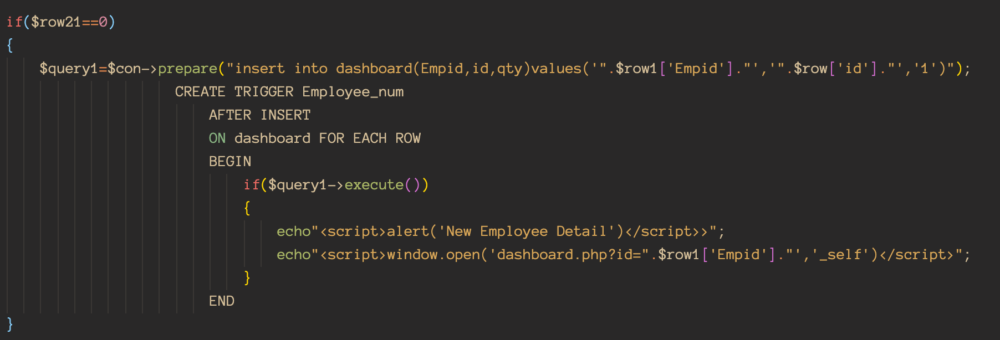 if($row21==0)
{
$query1=$con->prepare("insert into dashboard(Empid,id,qty)values('".$row1['Empid']."','".$row['id']."','1')");
CREATE TRIGGER Employee_num
AFTER INSERT
ON dashboard FOR EACH ROW
BEGIN
if($query1->execute())
{
echo"<script>alert('New Employee Detail')</script>>";
echo"<script>window.open('dashboard.php?id=".$row1['Empid']."','_self')</script>";
}
END
}